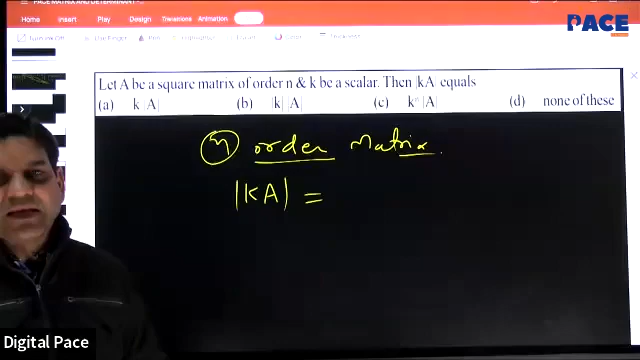 PACE MATRIX AND DETERMINANT
Home Insert Play Design Transitions Animation
PACE
Let A be a square matrix of order n & k be a scalar. Then |kA| equals
(a) k |A| (b) |k| |A| (c) kⁿ |A| (d) none of these
n order Matrix.
|KA| =
Digital Pace